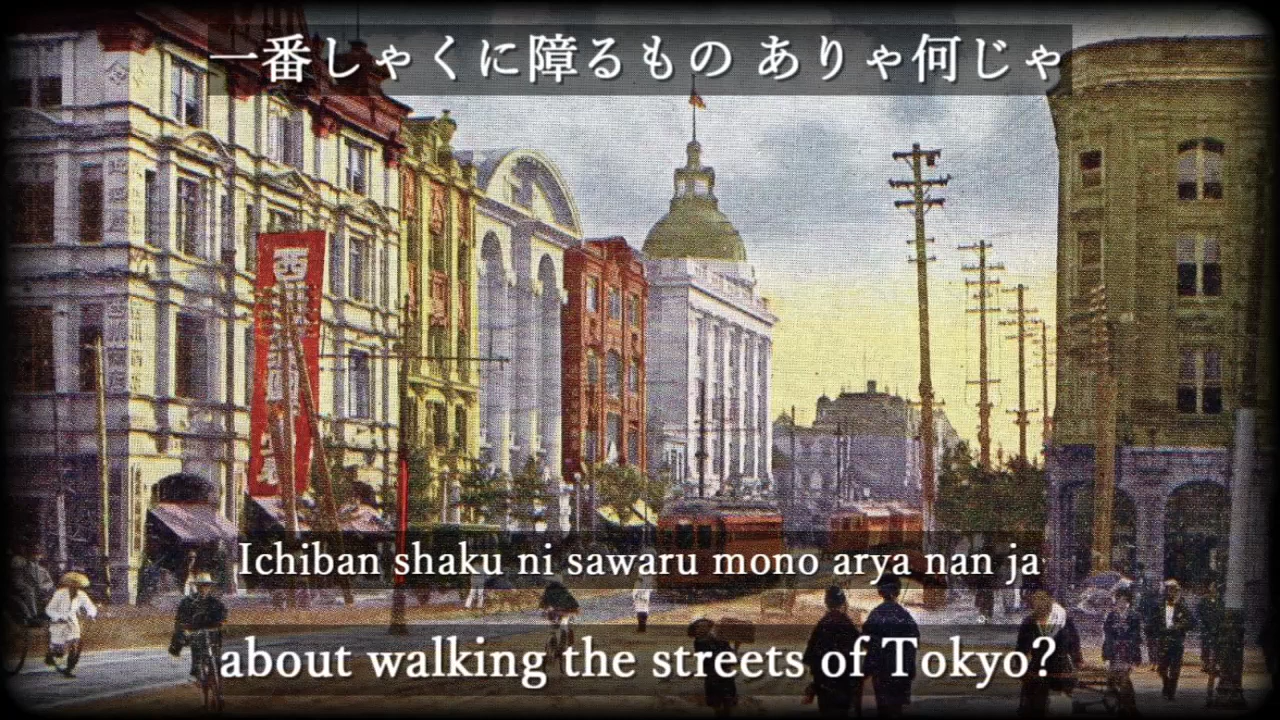 一番しゃくに障るもの ありゃ何じゃ
西
Ichiban shaku ni sawaru mono arya nan ja
about walking the streets of Tokyo?